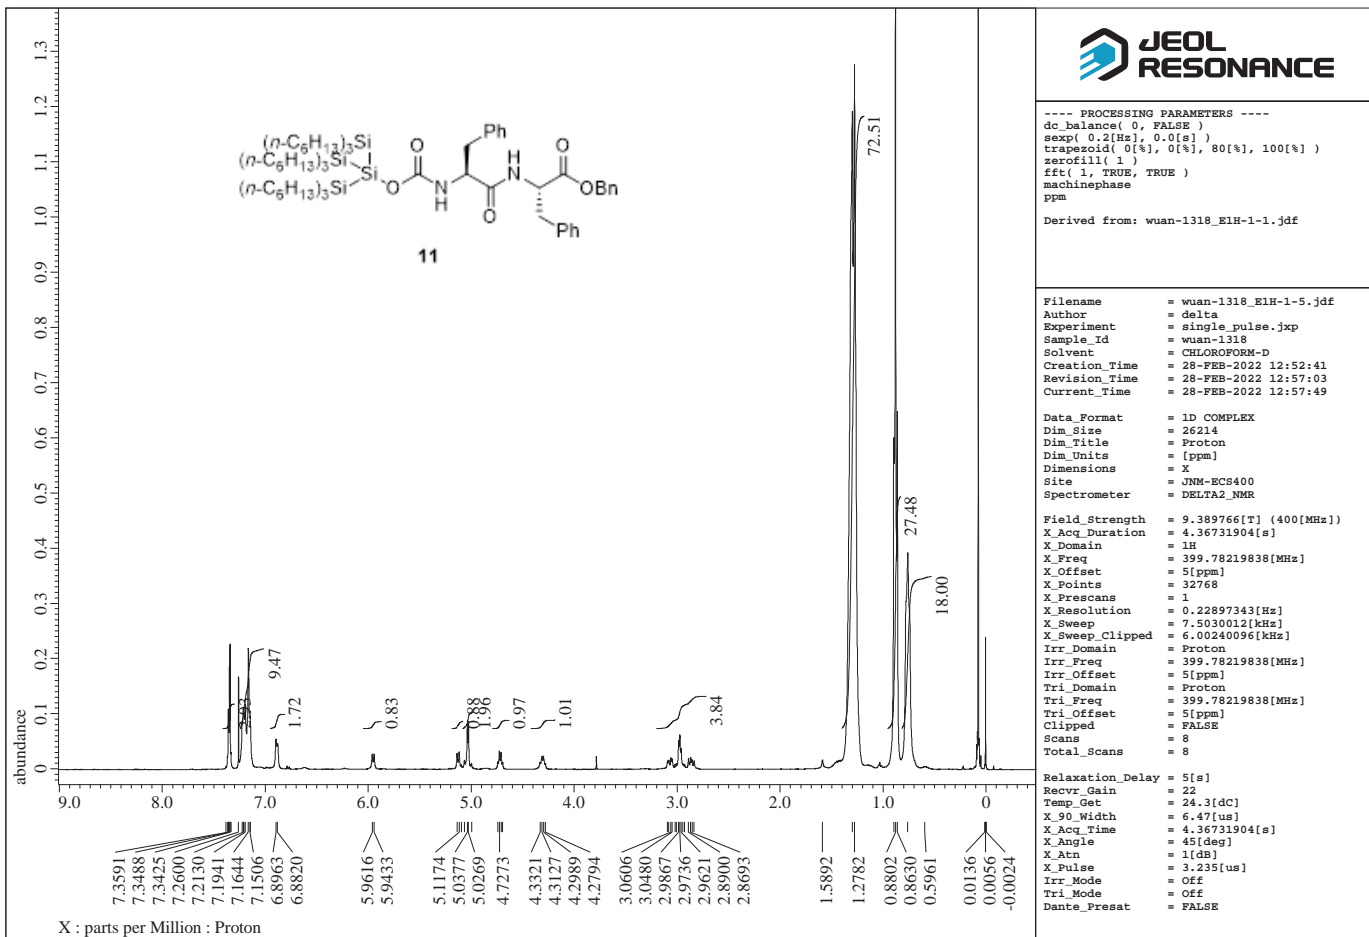 JEOL
RESONANCE
---- PROCESSING PARAMETERS ----
dc_balance( 0, FALSE )
sexp( 0.2[Hz], 0.0[s] )
trapezoid( 0[%], 0[%], 80[%], 100[%] )
zerofill( 1 )
fft( 1, TRUE, TRUE )
machinephase
ppm
Derived from: wuan-1318_E1H-1-1.jdf
Filename = wuan-1318_E1H-1-5.jdf
Author = delta
Experiment = single_pulse.jxp
Sample_Id = wuan-1318
Solvent = CHLOROFORM-D
Creation_Time = 28-FEB-2022 12:52:41
Revision_Time = 28-FEB-2022 12:57:03
Current_Time = 28-FEB-2022 12:57:49
Data_Format = 1D COMPLEX
Dim_Size = 26214
Dim_Title = Proton
Dim_Units = [ppm]
Dimensions = X
Site = JNM-ECS400
Spectrometer = DELTA2_NMR
Field_Strength = 9.389766[T] (400[MHz])
X_Acq_Duration = 4.36731904[s]
X_Domain = 1H
X_Freq = 399.78219838[MHz]
X_Offset = 5[ppm]
X_Points = 32768
X_Prescans = 1
X_Resolution = 0.22897343[Hz]
X_Sweep = 7.5030012[kHz]
X_Sweep_Clipped = 6.00240096[kHz]
Irr_Domain = Proton
Irr_Freq = 399.78219838[MHz]
Irr_Offset = 5[ppm]
Tri_Domain = Proton
Tri_Freq = 399.78219838[MHz]
Tri_Offset = 5[ppm]
Clipped = FALSE
Scans = 8
Total_Scans = 8
Relaxation_Delay = 5[s]
Recvr_Gain = 22
Temp_Get = 24.3[dC]
X_90_Width = 6.47[us]
X_Acq_Time = 4.36731904[s]
X_Angle = 45[deg]
X_Atn = 1[dB]
X_Pulse = 3.235[us]
Irr_Mode = Off
Tri_Mode = Off
Dante_Presat = FALSE
(n-C6H13)3Si
(n-C6H13)3Si
(n-C6H13)3Si
Si
O
O
N
H
Ph
O
H
N
O
OBn
Ph
11
abundance
1.3
1.2
1.1
1.0
0.9
0.8
0.7
0.6
0.5
0.4
0.3
0.2
0.1
0
9.47
1.72
0.83
0.88
1.96
0.97
1.01
3.84
72.51
27.48
18.00
9.0 8.0 7.0 6.0 5.0 4.0 3.0 2.0 1.0 0
7.3591
7.3488
7.3425
7.2600
7.2130
7.1941
7.1644
7.1506
6.8963
6.8820
5.9616
5.9433
5.1174
5.0377
5.0269
4.7273
4.3321
4.3127
4.2989
4.2794
3.0606
3.0480
2.9867
2.9736
2.9621
2.8900
2.8693
1.5892
1.2782
0.8802
0.8630
0.5961
0.0136
0.0056
-0.0024
X : parts per Million : Proton